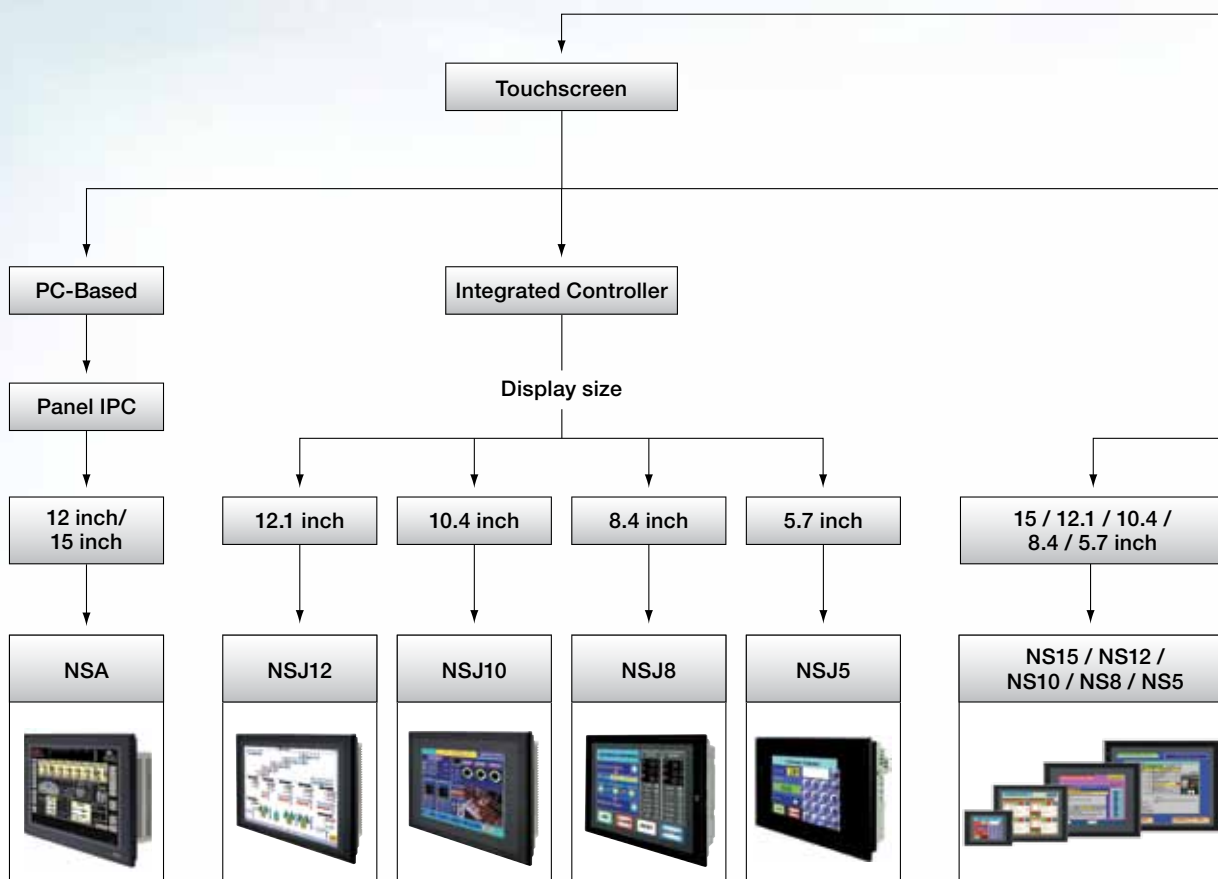 Touchscreen
PC-Based
Integrated Controller
Panel IPC
Display size
12 inch/
15 inch
12.1 inch
10.4 inch
8.4 inch
5.7 inch
15 / 12.1 / 10.4 /
8.4 / 5.7 inch
NSA
NSJ12
NSJ10
NSJ8
NSJ5
NS15 / NS12 /
NS10 / NS8 / NS5